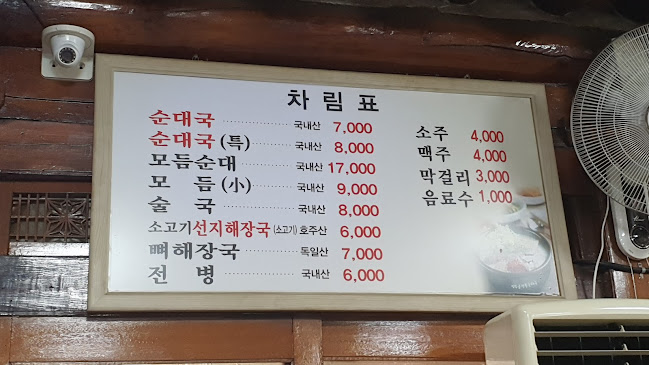 차림표
순대국 ............ 국내산 7,000
순대국 (특) ............ 국내산 8,000
모듬순대 ............ 국내산 17,000
모 듬 (小) ............ 국내산 9,000
술 국 ............ 국내산 8,000
소고기선지해장국 (소고기) 호주산 6,000
뼈해장국 ............ 독일산 7,000
전 병 ............ 국내산 6,000
소주 4,000
맥주 4,000
막걸리 3,000
음료수 1,000